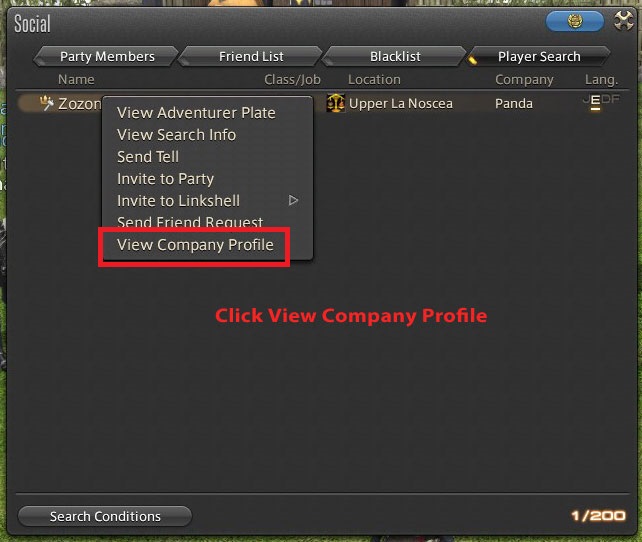 Social
Party Members Friend List Blacklist Player Search
Name Class/Job Location Company Lang.
Zozon Upper La Noscea Panda JEDF
View Adventurer Plate
View Search Info
Send Tell
Invite to Party
Invite to Linkshell
Send Friend Request
View Company Profile
Click View Company Profile
Search Conditions 1/200